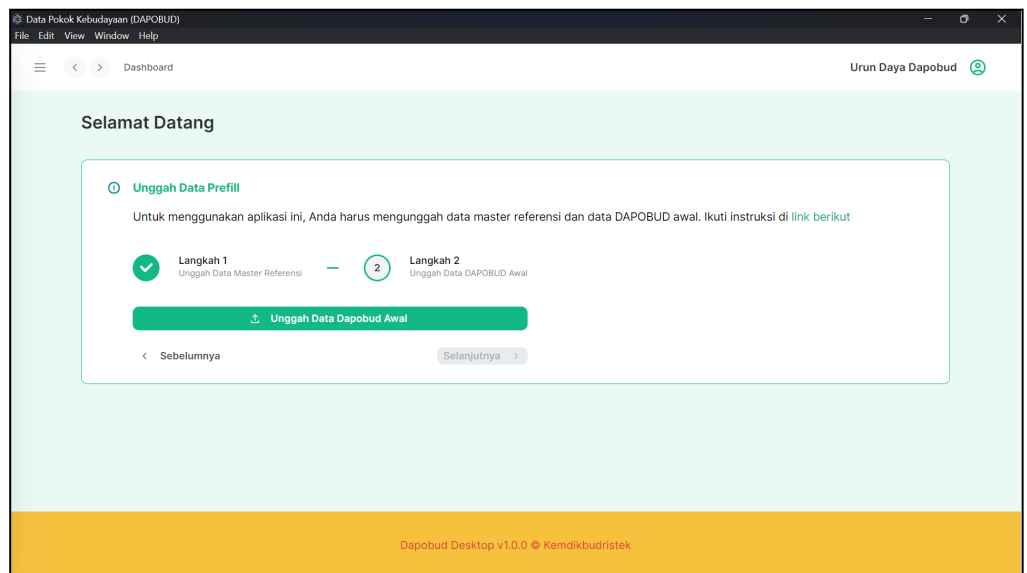 Data Pokok Kebudayaan (DAPOBUD)
File Edit View Window Help
Dashboard
Urun Daya Dapobud
Selamat Datang
Unggah Data Prefill
Untuk menggunakan aplikasi ini, Anda harus mengunggah data master referensi dan data DAPOBUD awal. Ikuti instruksi di link berikut
Langkah 1
Unggah Data Master Referensi
2
Langkah 2
Unggah Data DAPOBUD Awal
Unggah Data Dapobud Awal
Sebelumnya
Selanjutnya
Dapobud Desktop v1.0.0 © Kemdikbudristek